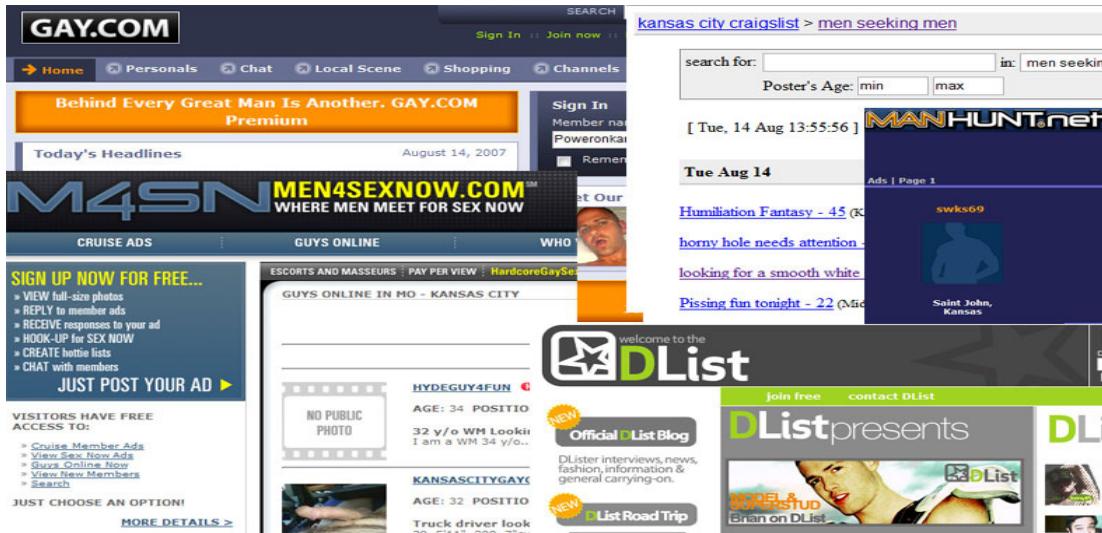 GAY.COM
SEARCH
Sign In :: Join now ::
Home Personals Chat Local Scene Shopping Channels
Behind Every Great Man Is Another. GAY.COM
Premium
Today's Headlines August 14, 2007
Sign In
Member na
Poweronka
Remem
et Our
kansas city craigslist > men seeking men
search for: in: men seekin
Poster's Age: min max
[ Tue, 14 Aug 13:55:56 ]
Tue Aug 14
Humiliation Fantasy - 45 (K
horny hole needs attention -
looking for a smooth white
Pissing fun tonight - 22 (Mid
MANHUNT.net
Ads | Page 1
swks69
Saint John,
Kansas
M4SN MEN4SEXNOW.COM SM
WHERE MEN MEET FOR SEX NOW
CRUISE ADS GUYS ONLINE WHO
SIGN UP NOW FOR FREE...
» VIEW full-size photos
» REPLY to member ads
» RECEIVE responses to your ad
» HOOK-UP for SEX NOW
» CREATE hottie lists
» CHAT with members
JUST POST YOUR AD
VISITORS HAVE FREE
ACCESS TO:
» Cruise Member Ads
» View Sex Now Ads
» Guys Online Now
» View New Members
» Search
JUST CHOOSE AN OPTION!
MORE DETAILS >
ESCORTS AND MASSEURS PAY PER VIEW HardcoreGaySe
GUYS ONLINE IN MO - KANSAS CITY
NO PUBLIC
PHOTO
HYDEGUY4FUN
AGE: 34 POSITIO
32 y/o WM Lookin
I am a WM 34 y/o..
KANSASCITYGAYG
AGE: 32 POSITIO
Truck driver look
welcome to the
DList
join free contact DList
NEW
Official DList Blog
DLister interviews, news,
fashion, information &
general carrying-on.
NEW
DList Road Trip
DListpresents
DList
MODEL &
SUPERSTUD
Brian on DList
DLi